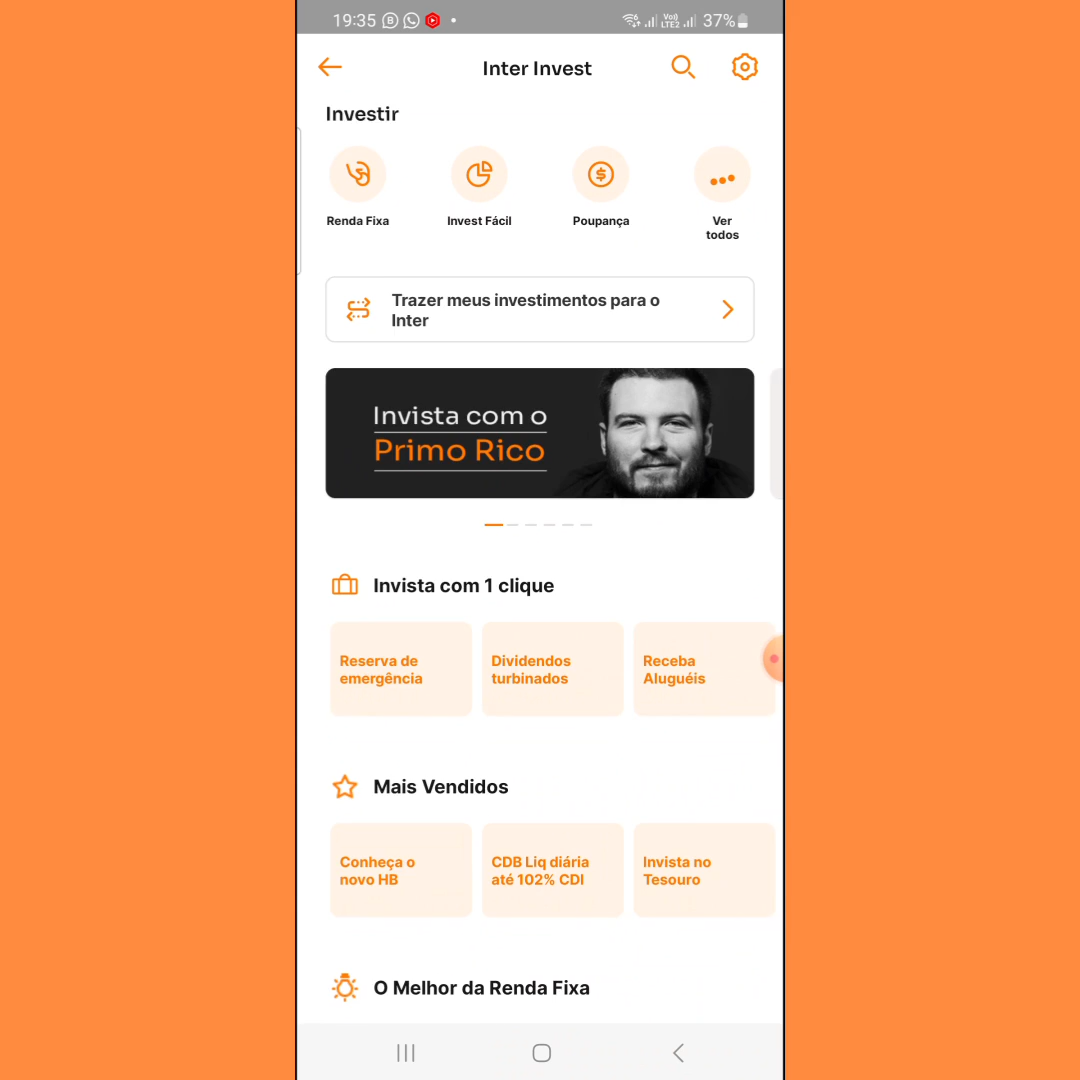 19:35
Vo))
LTE2
37%
Inter Invest
Investir
Renda Fixa
Invest Fácil
Poupança
Ver
todos
Trazer meus investimentos para o
Inter
Invista com o
Primo Rico
Invista com 1 clique
Reserva de
emergência
Dividendos
turbinados
Receba
Aluguéis
Mais Vendidos
Conheça o
novo HB
CDB Liq diária
até 102% CDI
Invista no
Tesouro
O Melhor da Renda Fixa